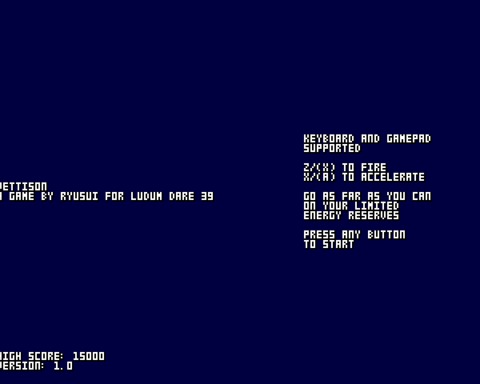 KEYBOARD AND GAMEPAD
SUPPORTED
Z/(X) TO FIRE
X/(A) TO ACCELERATE
GO AS FAR AS YOU CAN
ON YOUR LIMITED
ENERGY RESERVES
PRESS ANY BUTTON
TO START
JETTISON
A GAME BY RYUSUI FOR LUDUM DARE 39
HIGH SCORE: 15000
VERSION: 1.0